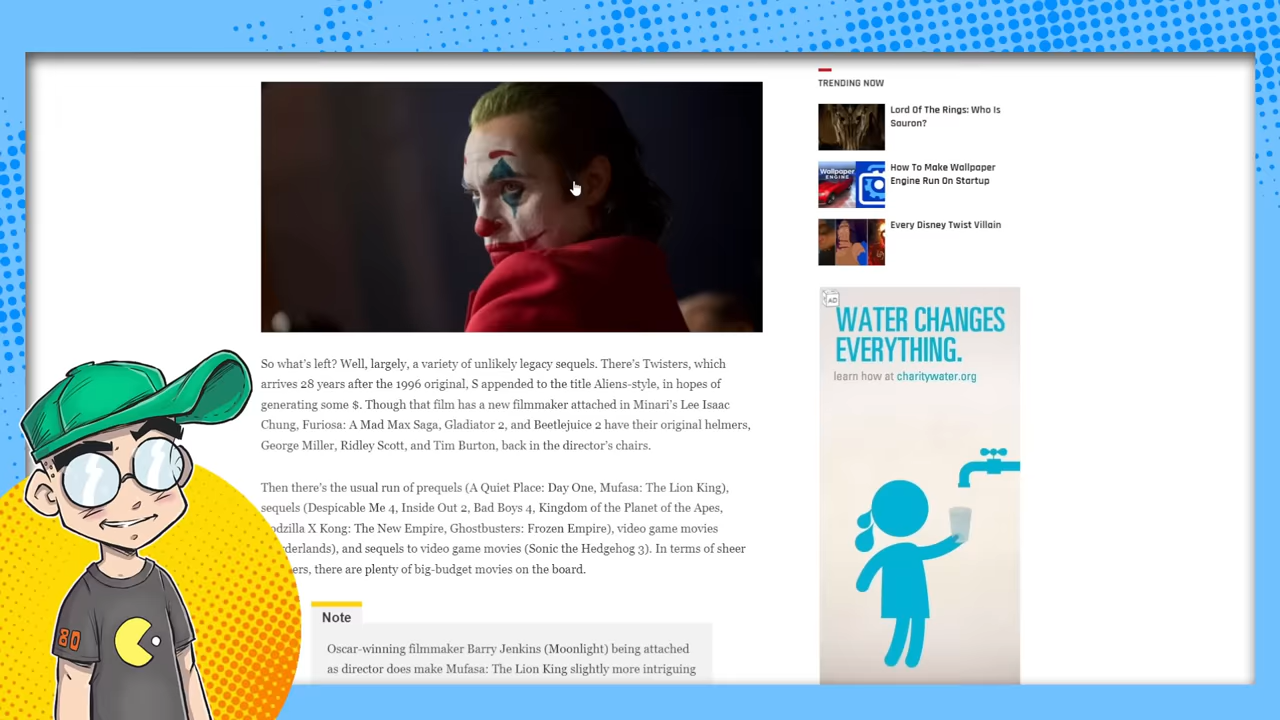 TRENDING NOW
Lord Of The Rings: Who Is
Sauron?
Wallpaper
ENGINE
How To Make Wallpaper
Engine Run On Startup
Every Disney Twist Villain
AD
WATER CHANGES
EVERYTHING.
learn how at charitywater.org
So what's left? Well, largely, a variety of unlikely legacy sequels. There's Twisters, which
arrives 28 years after the 1996 original, S appended to the title Aliens-style, in hopes of
generating some $. Though that film has a new filmmaker attached in Minari's Lee Isaac
Chung, Furiosa: A Mad Max Saga, Gladiator 2, and Beetlejuice 2 have their original helmers,
George Miller, Ridley Scott, and Tim Burton, back in the director's chairs.
Then there's the usual run of prequels (A Quiet Place: Day One, Mufasa: The Lion King),
sequels (Despicable Me 4, Inside Out 2, Bad Boys 4, Kingdom of the Planet of the Apes,
odzilla X Kong: The New Empire, Ghostbusters: Frozen Empire), video game movies
rderlands), and sequels to video game movies (Sonic the Hedgehog 3). In terms of sheer
ers, there are plenty of big-budget movies on the board.
Note
Oscar-winning filmmaker Barry Jenkins (Moonlight) being attached
as director does make Mufasa: The Lion King slightly more intriguing
80